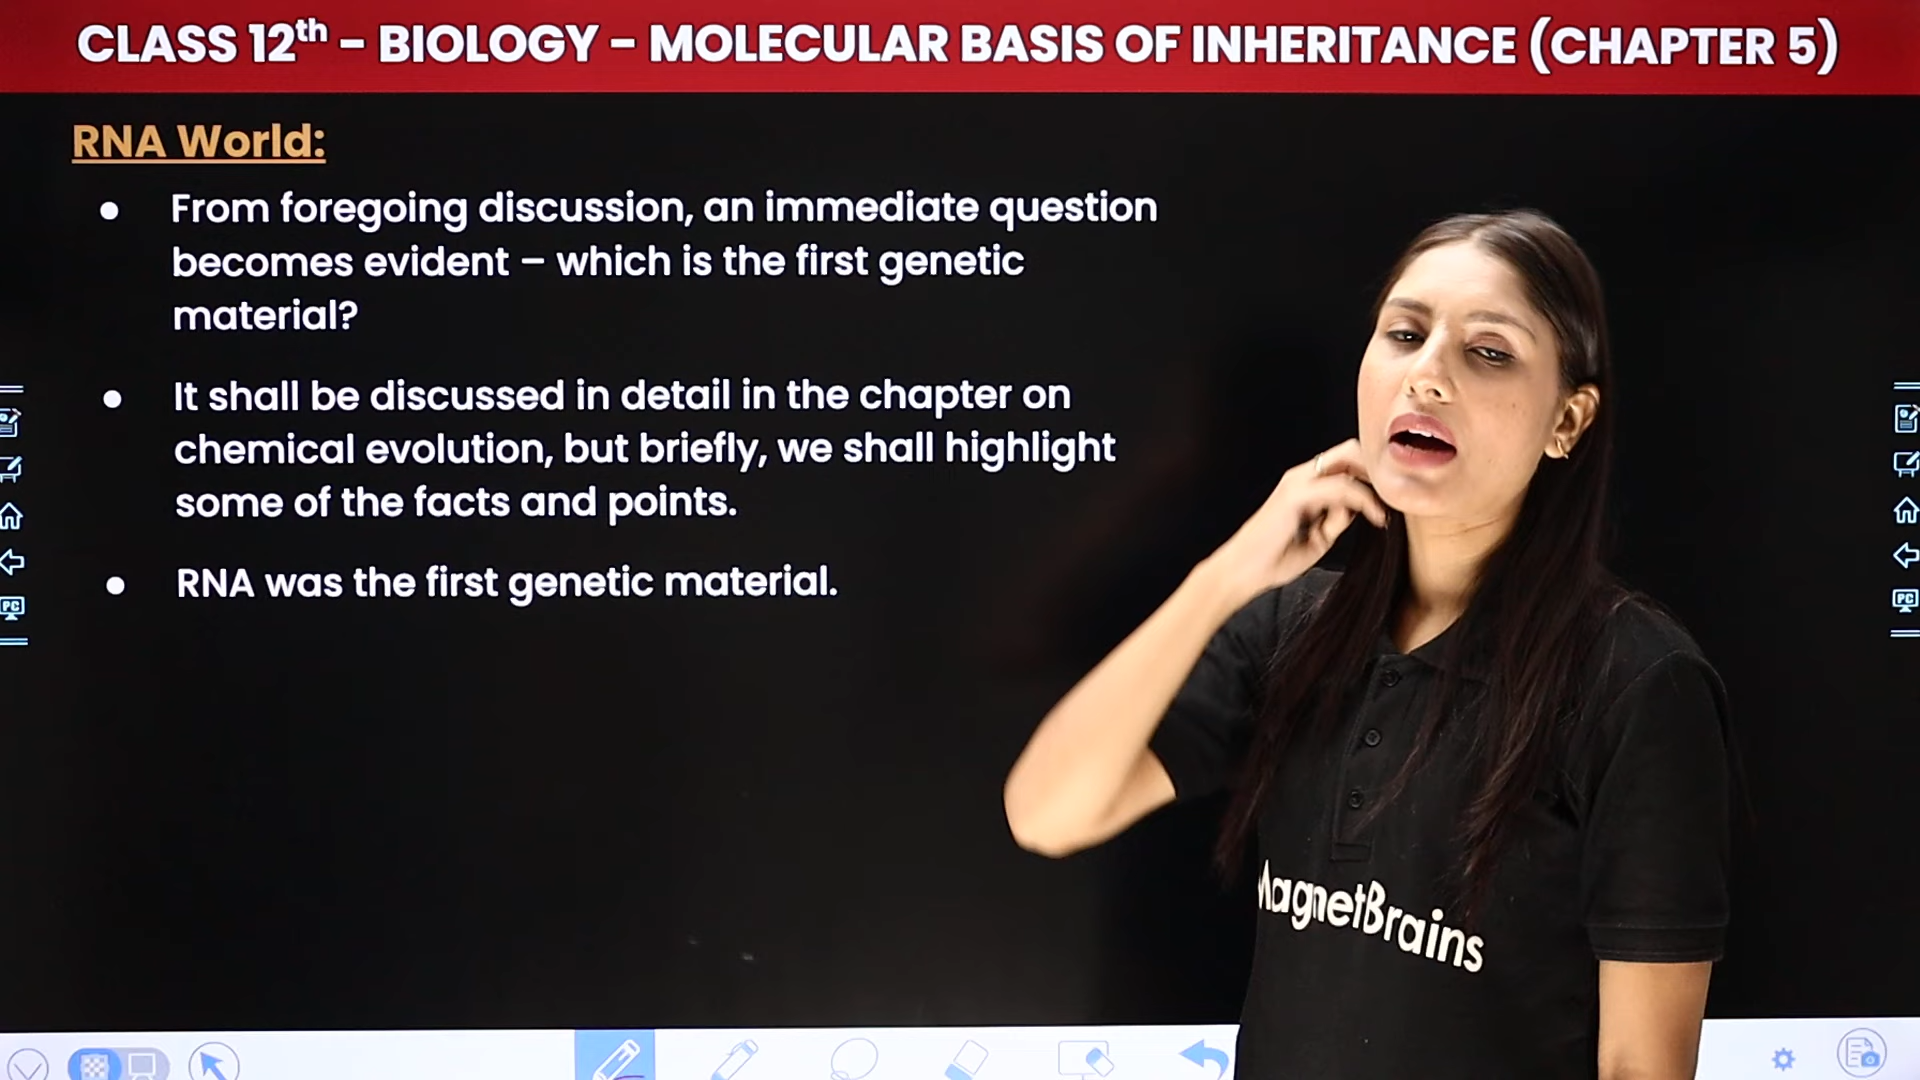 CLASS 12th – BIOLOGY – MOLECULAR BASIS OF INHERITANCE (CHAPTER 5)
RNA World:
● From foregoing discussion, an immediate question
becomes evident – which is the first genetic
material?
● It shall be discussed in detail in the chapter on
chemical evolution, but briefly, we shall highlight
some of the facts and points.
● RNA was the first genetic material.
MagnetBrains
PC
PC